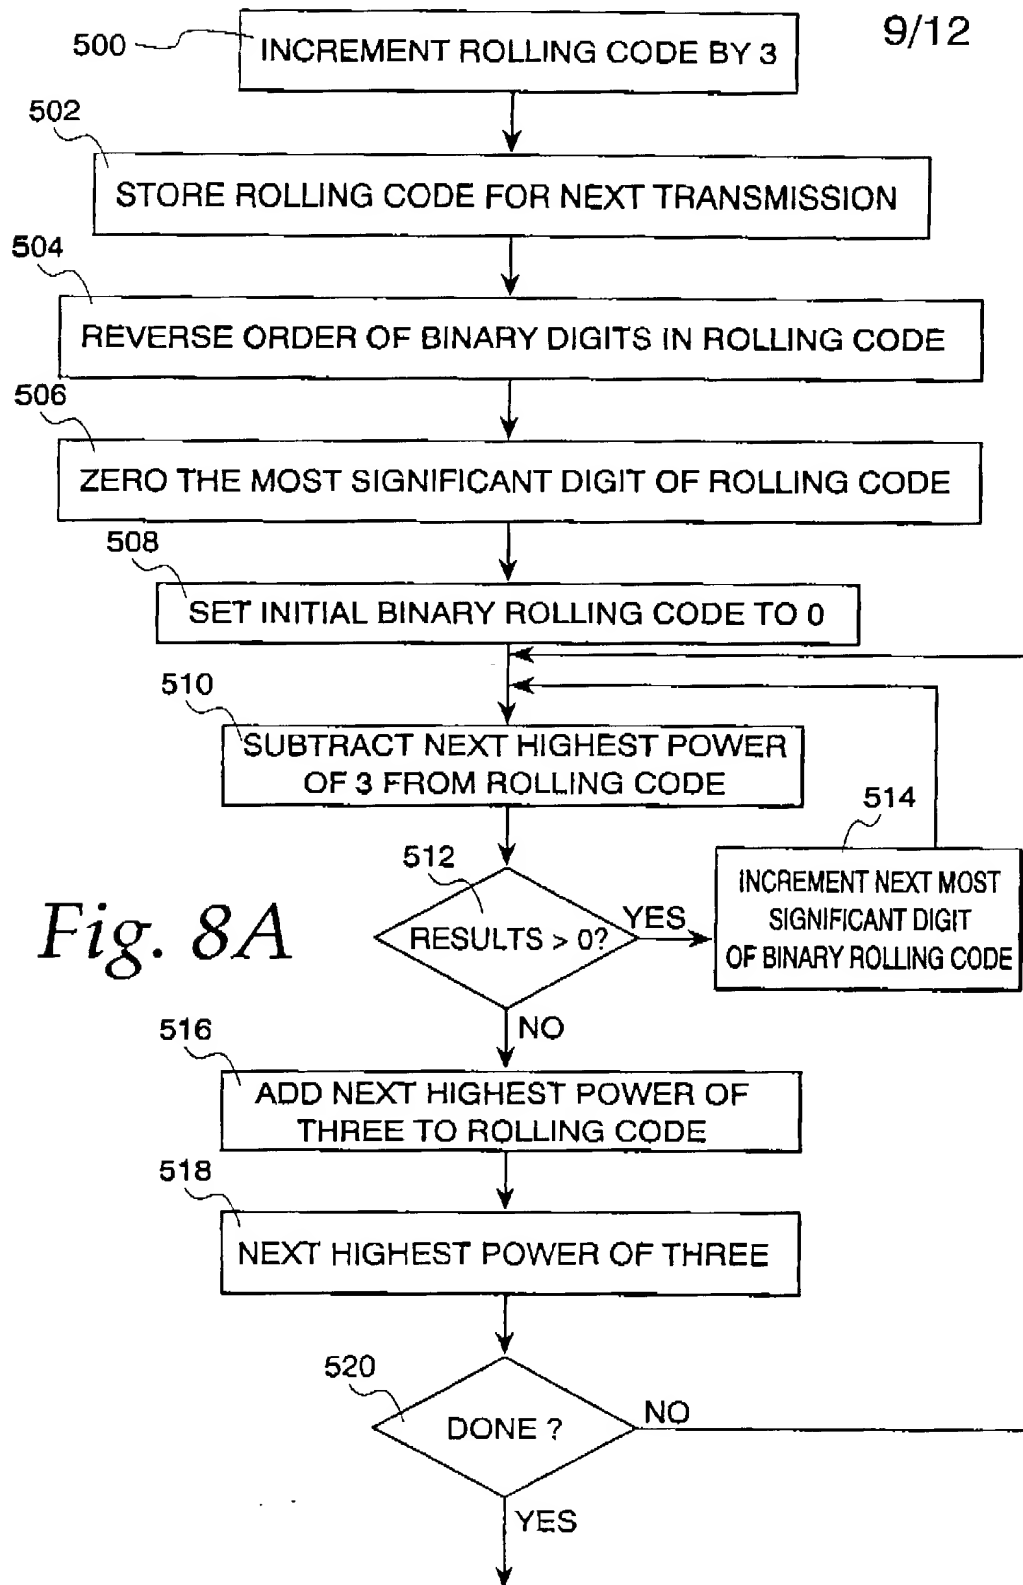 9/12
500
INCREMENT ROLLING CODE BY 3
502
STORE ROLLING CODE FOR NEXT TRANSMISSION
504
REVERSE ORDER OF BINARY DIGITS IN ROLLING CODE
506
ZERO THE MOST SIGNIFICANT DIGIT OF ROLLING CODE
508
SET INITIAL BINARY ROLLING CODE TO 0
510
SUBTRACT NEXT HIGHEST POWER
OF 3 FROM ROLLING CODE
512
RESULTS > 0?
YES
514
INCREMENT NEXT MOST
SIGNIFICANT DIGIT
OF BINARY ROLLING CODE
Fig. 8A
NO
516
ADD NEXT HIGHEST POWER OF
THREE TO ROLLING CODE
518
NEXT HIGHEST POWER OF THREE
520
DONE ?
NO
YES